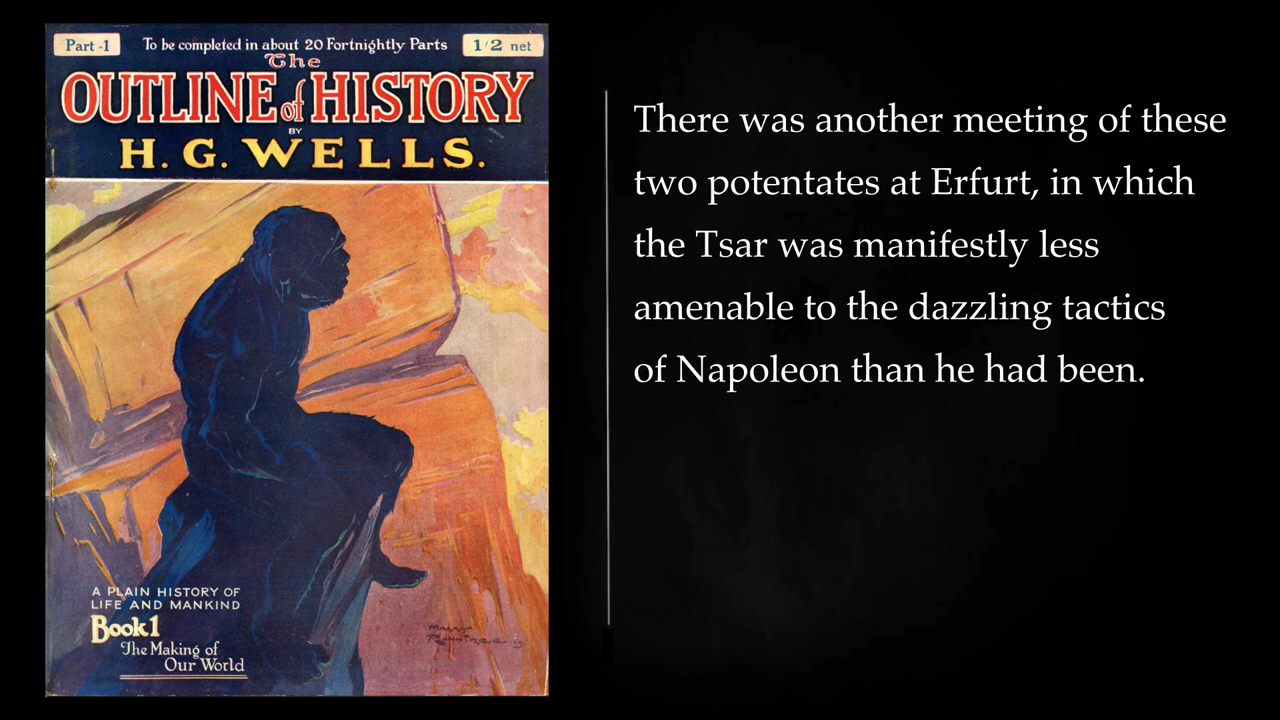 Part -1
To be completed in about 20 Fortnightly Parts
1/2 net
The
OUTLINE of HISTORY
BY
H. G. WELLS.
A PLAIN HISTORY OF
LIFE AND MANKIND
Book 1
The Making of
Our World
There was another meeting of these
two potentates at Erfurt, in which
the Tsar was manifestly less
amenable to the dazzling tactics
of Napoleon than he had been.